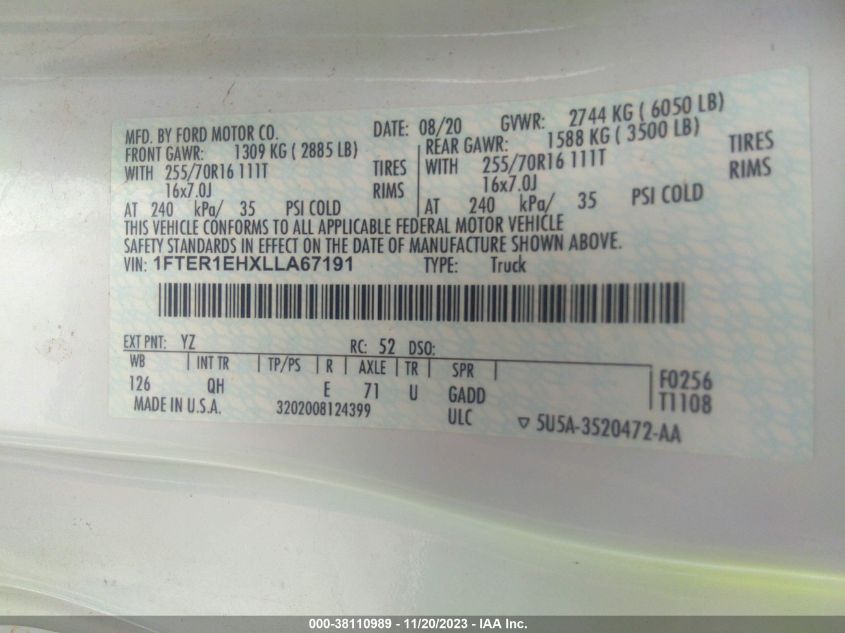 MFD. BY FORD MOTOR CO.
DATE: 08/20 GVWR: 2744 KG ( 6050 LB)
FRONT GAWR: 1309 KG ( 2885 LB)
WITH 255/70R16 111T TIRES
16x7.0J RIMS
AT 240 kPa/ 35 PSI COLD
REAR GAWR: 1588 KG ( 3500 LB)
WITH 255/70R16 111T TIRES
16x7.0J RIMS
AT 240 kPa/ 35 PSI COLD
THIS VEHICLE CONFORMS TO ALL APPLICABLE FEDERAL MOTOR VEHICLE
SAFETY STANDARDS IN EFFECT ON THE DATE OF MANUFACTURE SHOWN ABOVE.
VIN: 1FTER1EHXLLA67191 TYPE: Truck
EXT PNT: YZ RC: 52 DSO:
WB INT TR TP/PS R AXLE TR SPR
126 QH E 71 U GADD
F0256
T1108
MADE IN U.S.A. 3202008124399 ULC
5U5A-3520472-AA
000-38110989 - 11/20/2023 - IAA Inc.